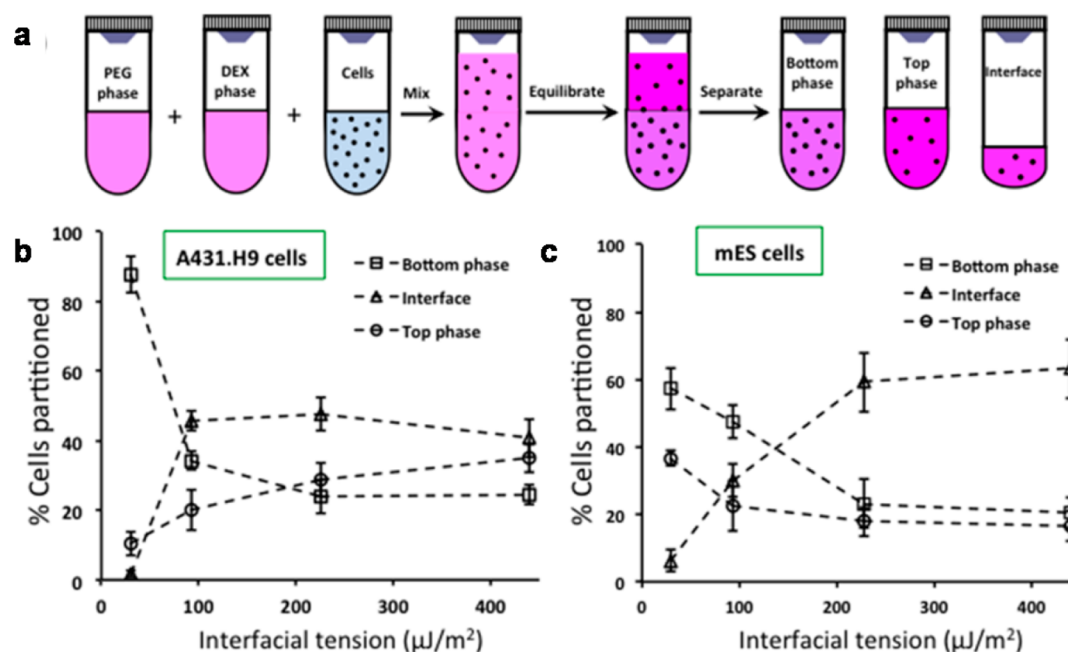 a
PEG
phase
+
DEX
phase
+
Cells
Mix
Equilibrate
Separate
Bottom
phase
Top
phase
Interface
b
A431.H9 cells
Bottom phase
Interface
Top phase
% Cells partitioned
100
80
60
40
20
0
0 100 200 300 400
Interfacial tension (μJ/m²)
c
mES cells
Bottom phase
Interface
Top phase
% Cells partitioned
100
80
60
40
20
0
0 100 200 300 400
Interfacial tension (μJ/m²)